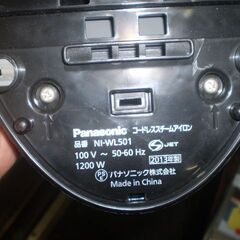 Panasonic コードレススチームアイロン
品番 NI-WL501
100 V ~ 50-60 Hz
1200 W
PS E
JET
2013年製
パナソニック株式会社
Made in China